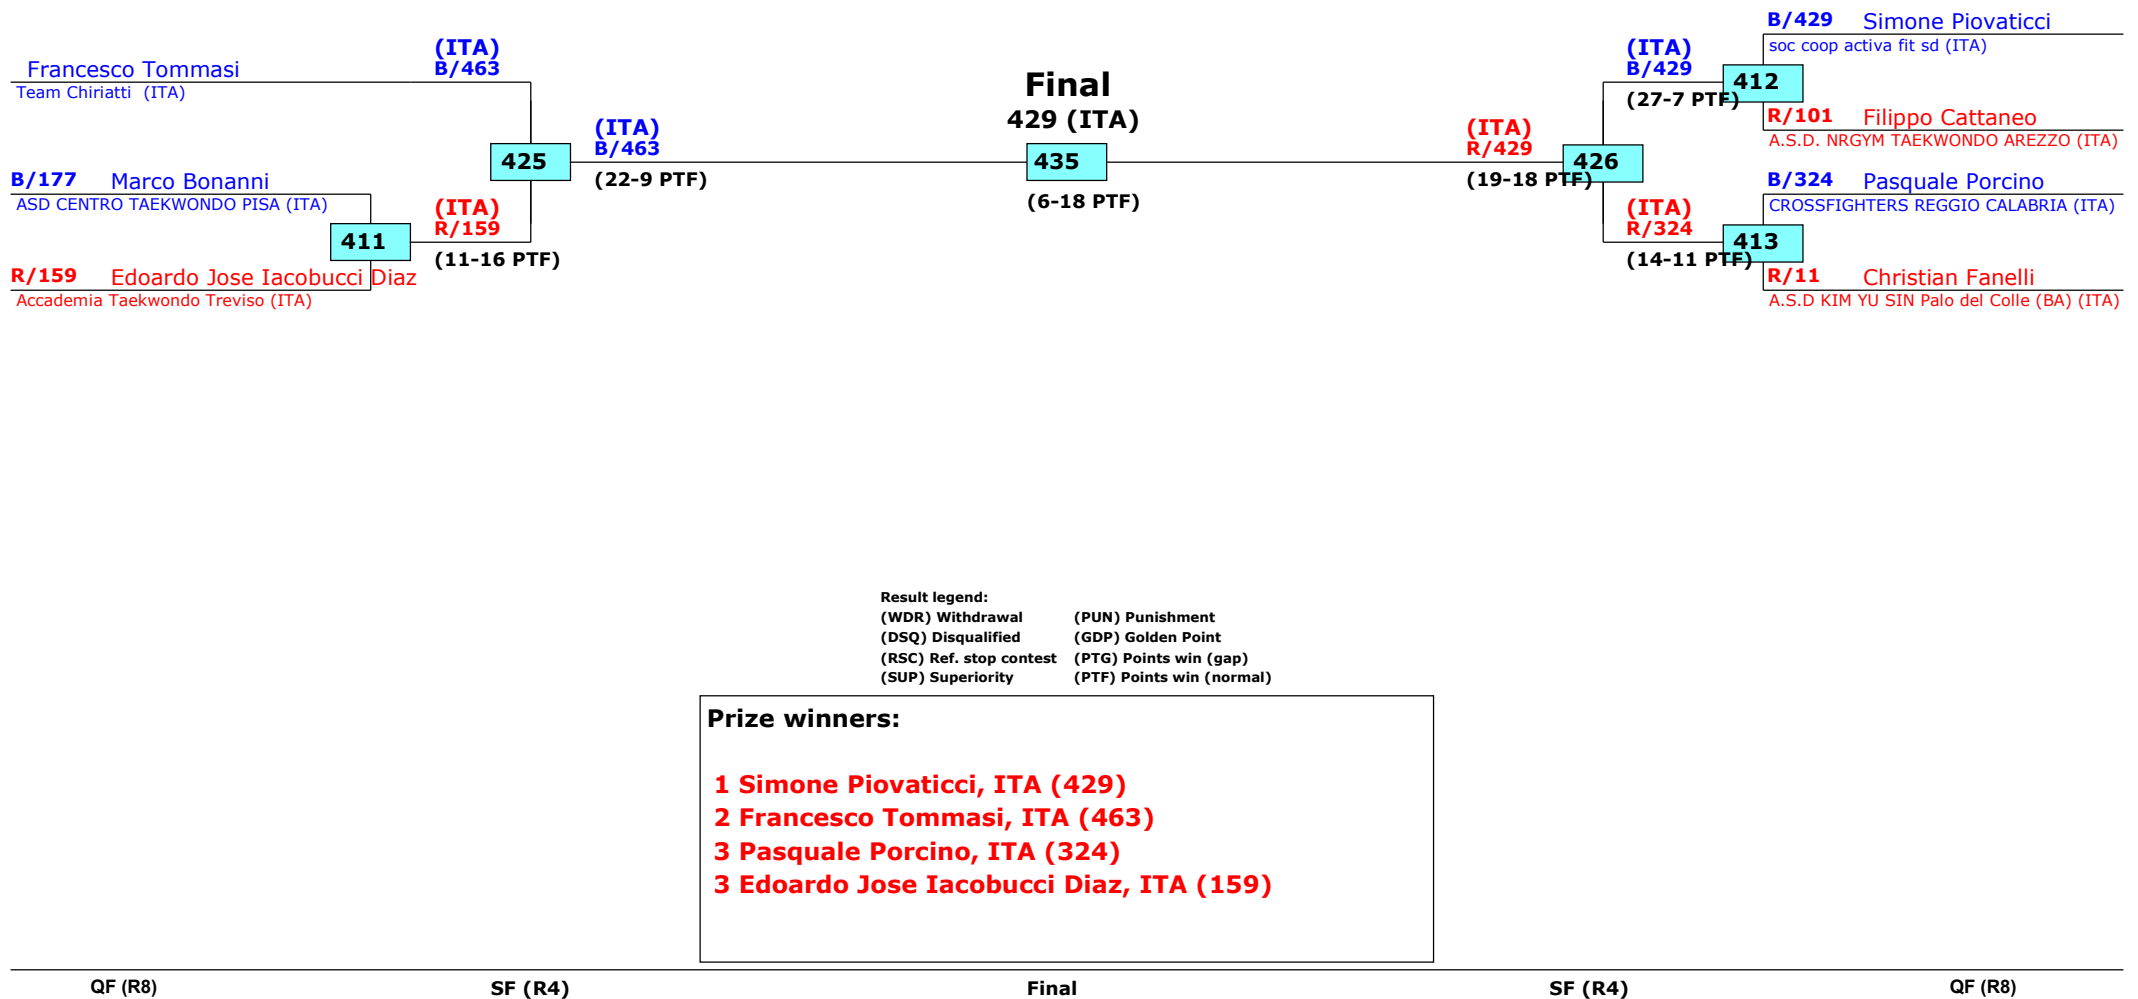 Francesco Tommasi
Team Chiriatti (ITA)
(ITA)
B/463
B/177 Marco Bonanni
ASD CENTRO TAEKWONDO PISA (ITA)
411
R/159 Edoardo Jose Iacobucci Diaz
Accademia Taekwondo Treviso (ITA)
(ITA)
R/159
(11-16 PTF)
425
(ITA)
B/463
(22-9 PTF)
Final
429 (ITA)
435
(6-18 PTF)
(ITA)
R/429
(19-18 PTF)
426
(ITA)
B/429
(27-7 PTF)
412
(ITA)
R/324
(14-11 PTF)
413
B/429 Simone Piovaticci
soc coop activa fit sd (ITA)
R/101 Filippo Cattaneo
A.S.D. NRGYM TAEKWONDO AREZZO (ITA)
B/324 Pasquale Porcino
CROSSFIGHTERS REGGIO CALABRIA (ITA)
R/11 Christian Fanelli
A.S.D KIM YU SIN Palo del Colle (BA) (ITA)
Result legend:
(WDR) Withdrawal (PUN) Punishment
(DSQ) Disqualified (GDP) Golden Point
(RSC) Ref. stop contest (PTG) Points win (gap)
(SUP) Superiority (PTF) Points win (normal)
Prize winners:
1 Simone Piovaticci, ITA (429)
2 Francesco Tommasi, ITA (463)
3 Pasquale Porcino, ITA (324)
3 Edoardo Jose Iacobucci Diaz, ITA (159)
QF (R8) SF (R4) Final SF (R4) QF (R8)